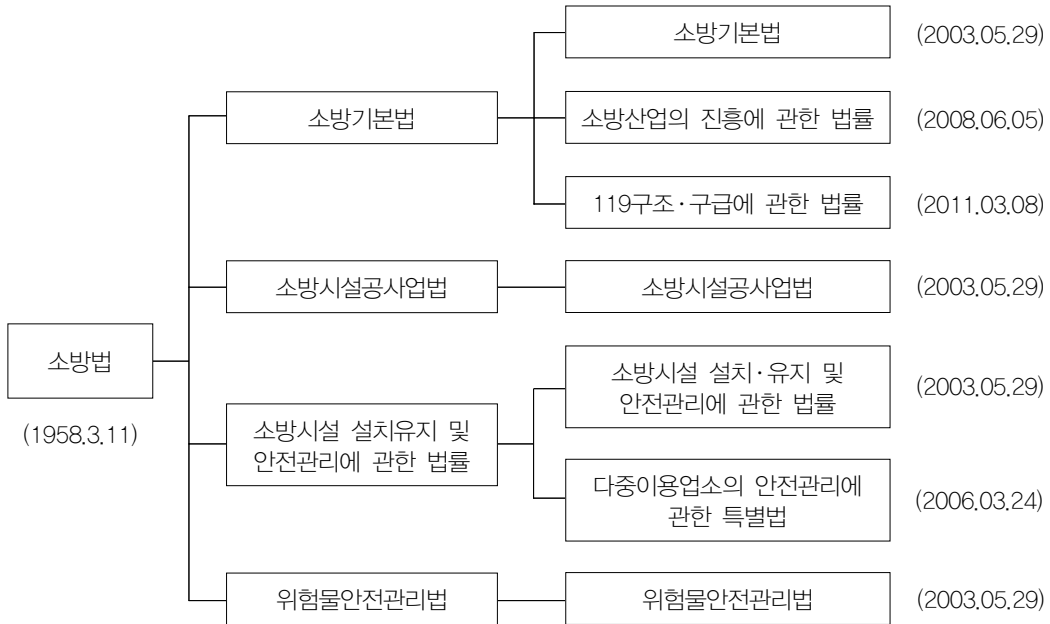 소방기본법 (2003.05.29)
소방기본법
소방산업의 진흥에 관한 법률 (2008.06.05)
119구조·구급에 관한 법률 (2011.03.08)
소방시설공사업법
소방시설공사업법 (2003.05.29)
소방법
(1958.3.11)
소방시설 설치유지 및
안전관리에 관한 법률
소방시설 설치·유지 및
안전관리에 관한 법률
(2003.05.29)
다중이용업소의 안전관리에
관한 특별법
(2006.03.24)
위험물안전관리법
위험물안전관리법 (2003.05.29)